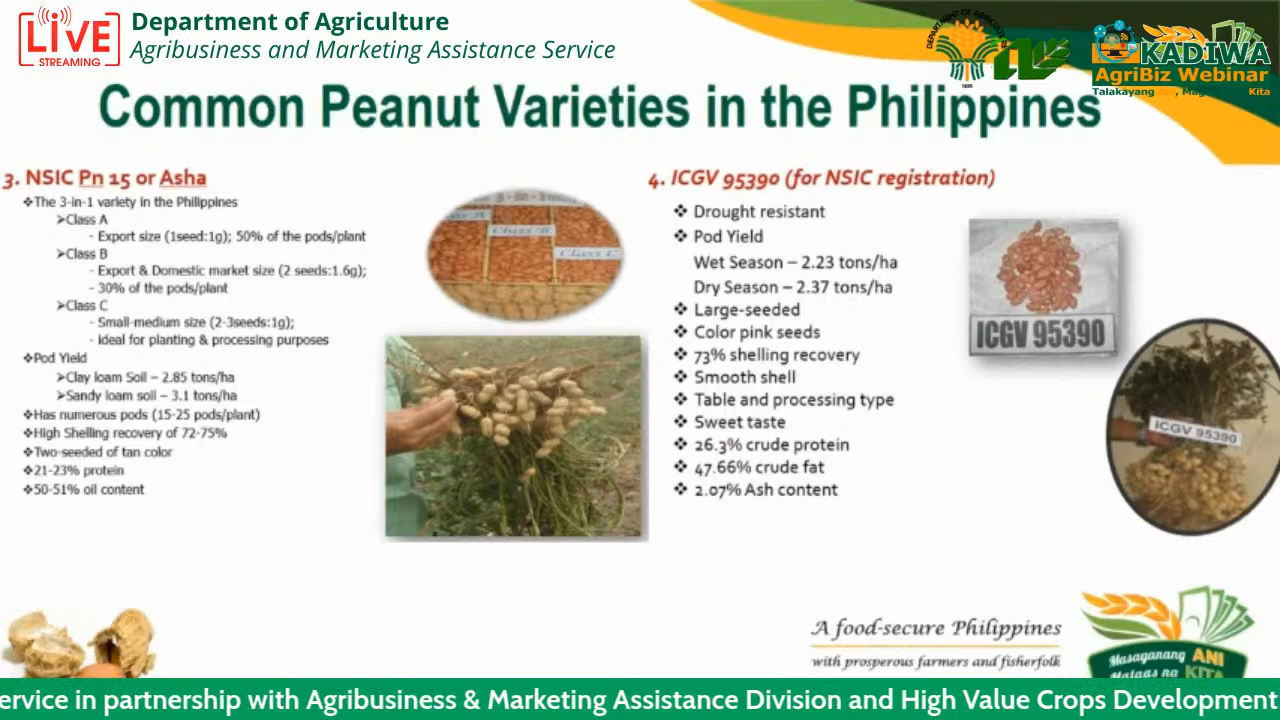 LIVE
STREAMING
Department of Agriculture
Agribusiness and Marketing Assistance Service
DEPARTMENT OF AGRICULTURE
1898
KADIWA
AgriBiz Webinar
Talakayang
Kita
Common Peanut Varieties in the Philippines
3. NSIC Pn 15 or Asha
❖The 3-in-1 variety in the Philippines
➢Class A
- Export size (1seed:1g); 50% of the pods/plant
➢Class B
- Export & Domestic market size (2 seeds:1.6g);
- 30% of the pods/plant
➢Class C
- Small-medium size (2-3seeds:1g);
- ideal for planting & processing purposes
❖Pod Yield
➢Clay loam Soil – 2.85 tons/ha
➢Sandy loam soil – 3.1 tons/ha
❖Has numerous pods (15-25 pods/plant)
❖High Shelling recovery of 72-75%
❖Two-seeded of tan color
❖21-23% protein
❖50-51% oil content
Class A
Class B
Class C
4. ICGV 95390 (for NSIC registration)
❖ Drought resistant
❖ Pod Yield
Wet Season – 2.23 tons/ha
Dry Season – 2.37 tons/ha
❖ Large-seeded
❖ Color pink seeds
❖ 73% shelling recovery
❖ Smooth shell
❖ Table and processing type
❖ Sweet taste
❖ 26.3% crude protein
❖ 47.66% crude fat
❖ 2.07% Ash content
ICGV 95390
ICGV 95390
A food-secure Philippines
with prosperous farmers and fisherfolk
Masaganang ANI
Mataas na KITA
ervice in partnership with Agribusiness & Marketing Assistance Division and High Value Crops Development